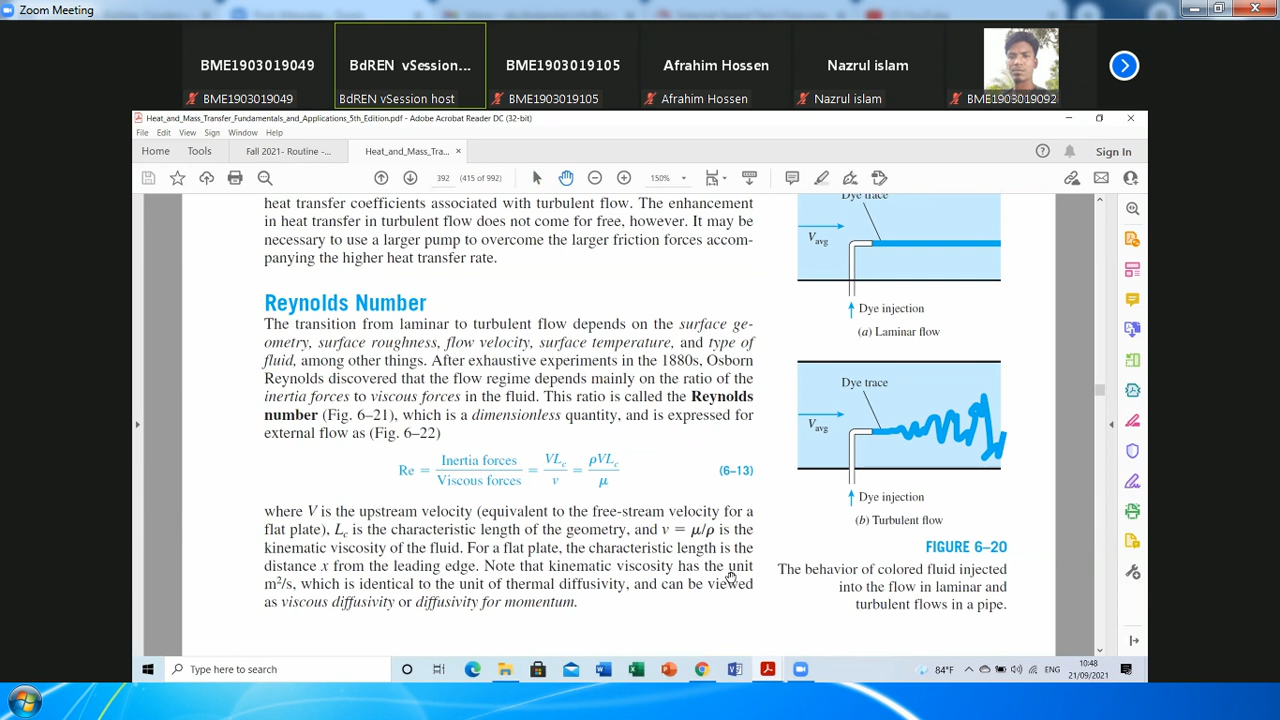 Zoom Meeting
BME1903019049
BdREN vSession...
BME1903019105
Afrahim Hossen
Nazrul islam
BME1903019049
BdREN vSession host
BME1903019105
Afrahim Hossen
Nazrul islam
BME1903019092
Heat_and_Mass_Transfer_Fundamentals_and_Applications_5th_Edition.pdf - Adobe Acrobat Reader DC (32-bit)
File Edit View Sign Window Help
Home Tools Fall 2021- Routine -... Heat_and_Mass_Tra... × Sign In
392 (415 of 992) 150%
heat transfer coefficients associated with turbulent flow. The enhancement
in heat transfer in turbulent flow does not come for free, however. It may be
necessary to use a larger pump to overcome the larger friction forces accom-
panying the higher heat transfer rate.
Reynolds Number
The transition from laminar to turbulent flow depends on the surface ge-
ometry, surface roughness, flow velocity, surface temperature, and type of
fluid, among other things. After exhaustive experiments in the 1880s, Osborn
Reynolds discovered that the flow regime depends mainly on the ratio of the
inertia forces to viscous forces in the fluid. This ratio is called the Reynolds
number (Fig. 6–21), which is a dimensionless quantity, and is expressed for
external flow as (Fig. 6–22)
Re = Inertia forces / Viscous forces = VLc / ν = ρVLc / μ (6–13)
where V is the upstream velocity (equivalent to the free-stream velocity for a
flat plate), Lc is the characteristic length of the geometry, and ν = μ/ρ is the
kinematic viscosity of the fluid. For a flat plate, the characteristic length is the
distance x from the leading edge. Note that kinematic viscosity has the unit
m²/s, which is identical to the unit of thermal diffusivity, and can be viewed
as viscous diffusivity or diffusivity for momentum.
Dye trace
Vavg
Dye injection
(a) Laminar flow
Dye trace
Vavg
Dye injection
(b) Turbulent flow
FIGURE 6–20
The behavior of colored fluid injected
into the flow in laminar and
turbulent flows in a pipe.
Type here to search
84°F ENG
10:48
21/09/2021